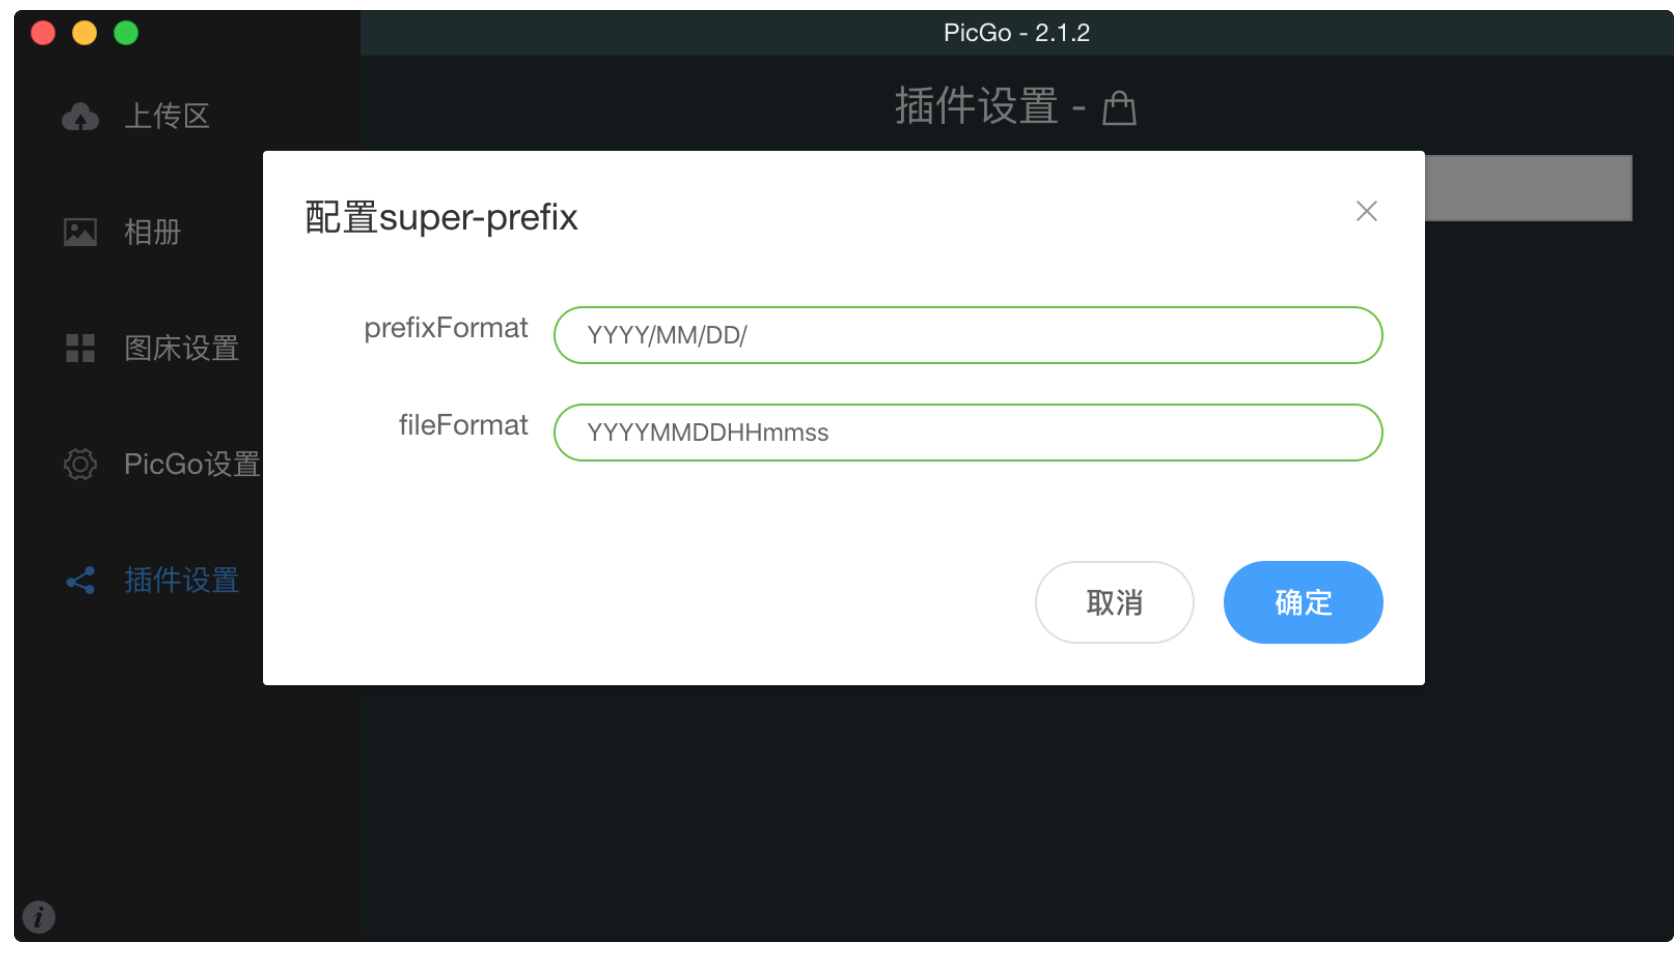 PicGo - 2.1.2
插件设置 -
上传区
相册
图床设置
PicGo设置
插件设置
配置super-prefix
prefixFormat
YYYY/MM/DD/
fileFormat
YYYYMMDDHHmmss
取消
确定